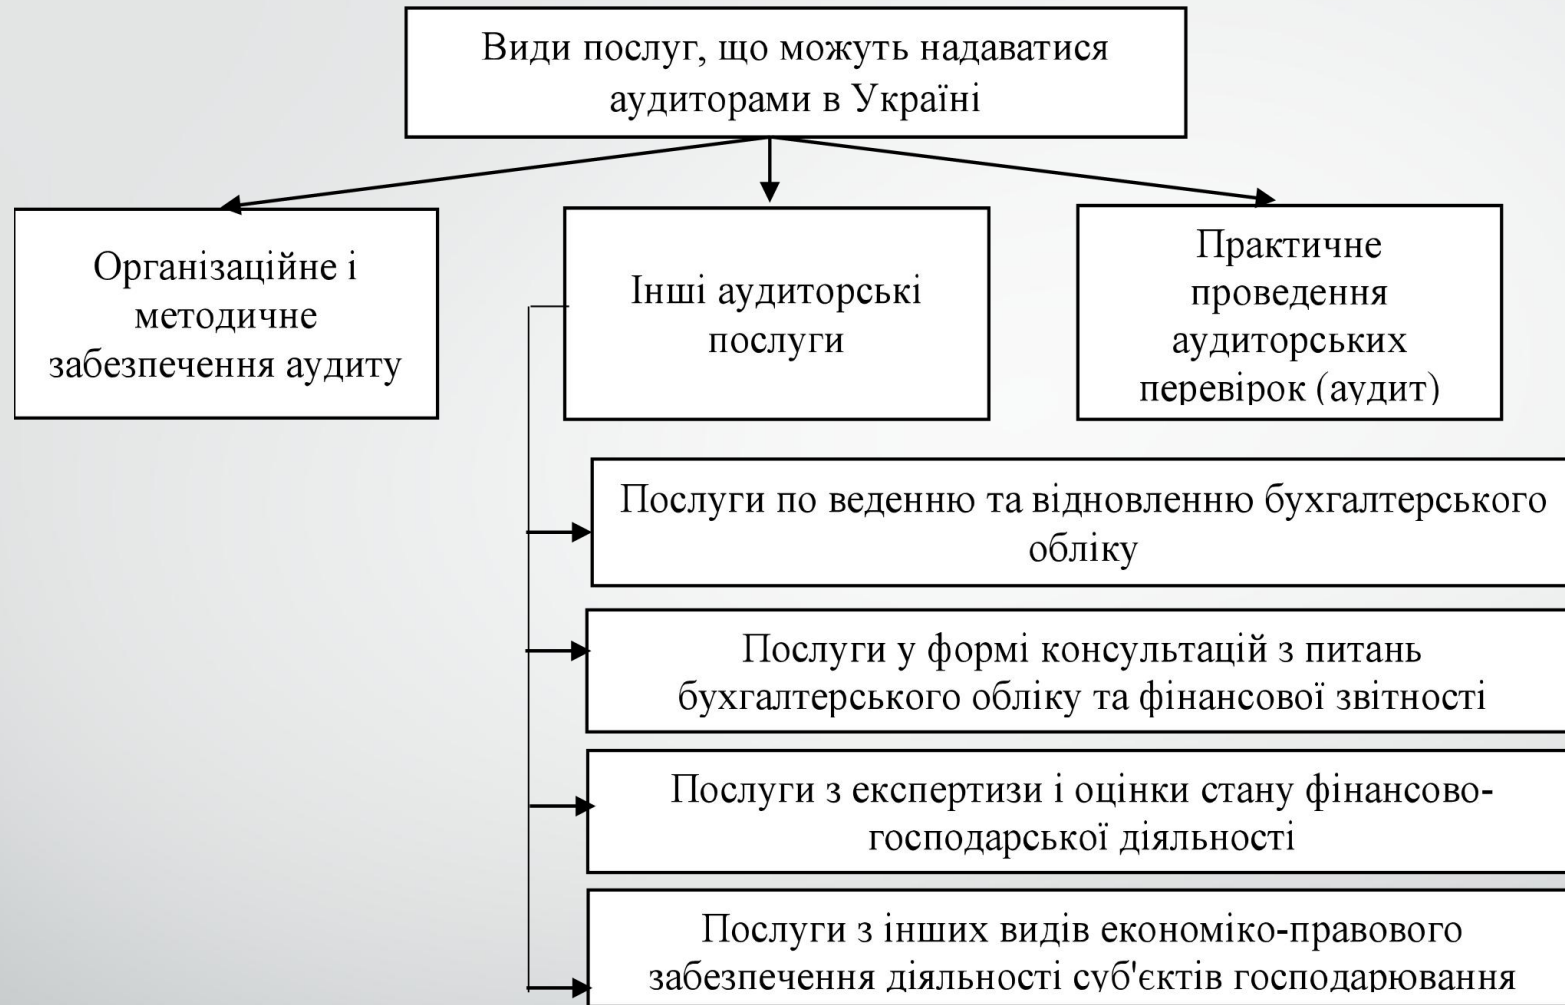 Види послуг, що можуть надаватися
аудиторами в Україні
Організаційне і
методичне
забезпечення аудиту
Інші аудиторські
послуги
Практичне
проведення
аудиторських
перевірок (аудит)
Послуги по веденню та відновленню бухгалтерського
обліку
Послуги у формі консультацій з питань
бухгалтерського обліку та фінансової звітності
Послуги з експертизи і оцінки стану фінансово-
господарської діяльності
Послуги з інших видів економіко-правового
забезпечення діяльності суб'єктів господарювання